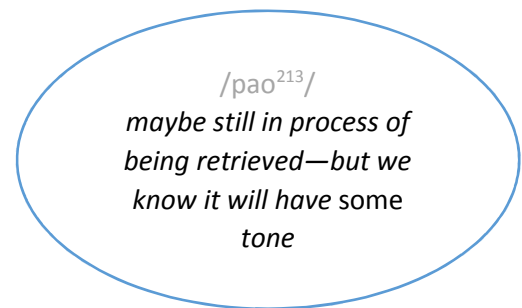 /pao²¹³/
maybe still in process of
being retrieved—but we
know it will have some
tone